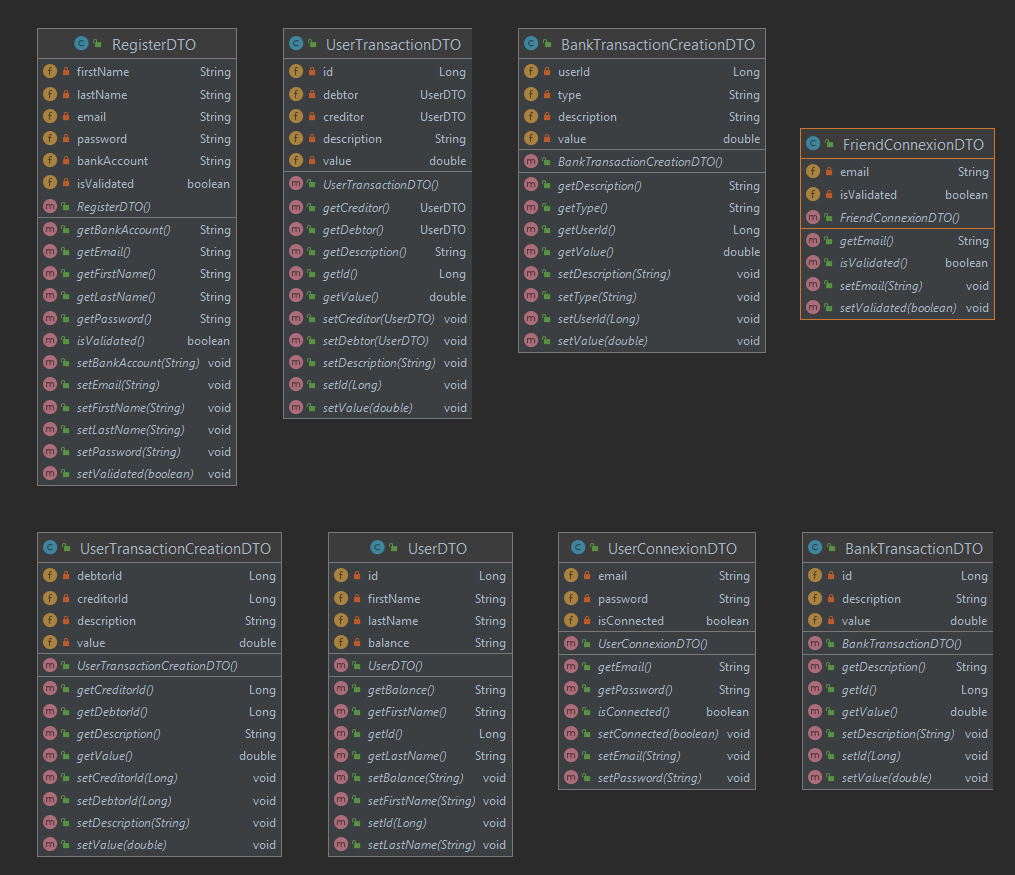 RegisterDTO
firstName String
lastName String
email String
password String
bankAccount String
isValidated boolean
RegisterDTO()
getBankAccount() String
getEmail() String
getFirstName() String
getLastName() String
getPassword() String
isValidated() boolean
setBankAccount(String) void
setEmail(String) void
setFirstName(String) void
setLastName(String) void
setPassword(String) void
setValidated(boolean) void
UserTransactionDTO
id Long
debtor UserDTO
creditor UserDTO
description String
value double
UserTransactionDTO()
getCreditor() UserDTO
getDebtor() UserDTO
getDescription() String
getId() Long
getValue() double
setCreditor(UserDTO) void
setDebtor(UserDTO) void
setDescription(String) void
setId(Long) void
setValue(double) void
BankTransactionCreationDTO
userId Long
type String
description String
value double
BankTransactionCreationDTO()
getDescription() String
getType() String
getUserId() Long
getValue() double
setDescription(String) void
setType(String) void
setUserId(Long) void
setValue(double) void
FriendConnexionDTO
email String
isValidated boolean
FriendConnexionDTO()
getEmail() String
isValidated() boolean
setEmail(String) void
setValidated(boolean) void
UserTransactionCreationDTO
debtorId Long
creditorId Long
description String
value double
UserTransactionCreationDTO()
getCreditorId() Long
getDebtorId() Long
getDescription() String
getValue() double
setCreditorId(Long) void
setDebtorId(Long) void
setDescription(String) void
setValue(double) void
UserDTO
id Long
firstName String
lastName String
balance String
UserDTO()
getBalance() String
getFirstName() String
getId() Long
getLastName() String
setBalance(String) void
setFirstName(String) void
setId(Long) void
setLastName(String) void
UserConnexionDTO
email String
password String
isConnected boolean
UserConnexionDTO()
getEmail() String
getPassword() String
isConnected() boolean
setConnected(boolean) void
setEmail(String) void
setPassword(String) void
BankTransactionDTO
id Long
description String
value double
BankTransactionDTO()
getDescription() String
getId() Long
getValue() double
setDescription(String) void
setId(Long) void
setValue(double) void